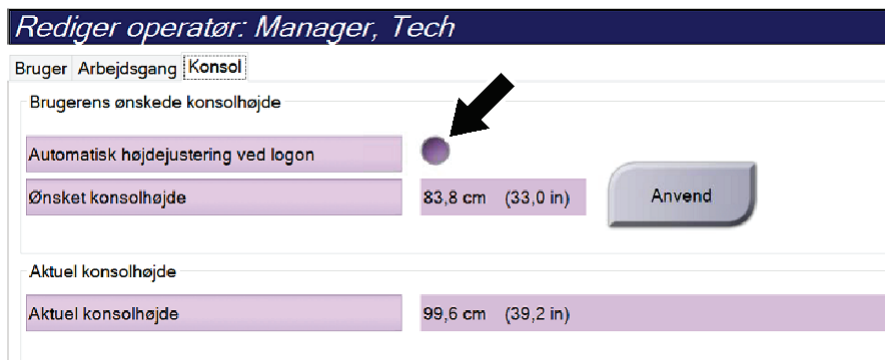 Rediger operatør: Manager, Tech
Bruger Arbejdsgang Konsol
Brugerens ønskede konsolhøjde
Automatisk højdejustering ved logon
Ønsket konsolhøjde 83,8 cm (33,0 in) Anvend
Aktuel konsolhøjde
Aktuel konsolhøjde 99,6 cm (39,2 in)